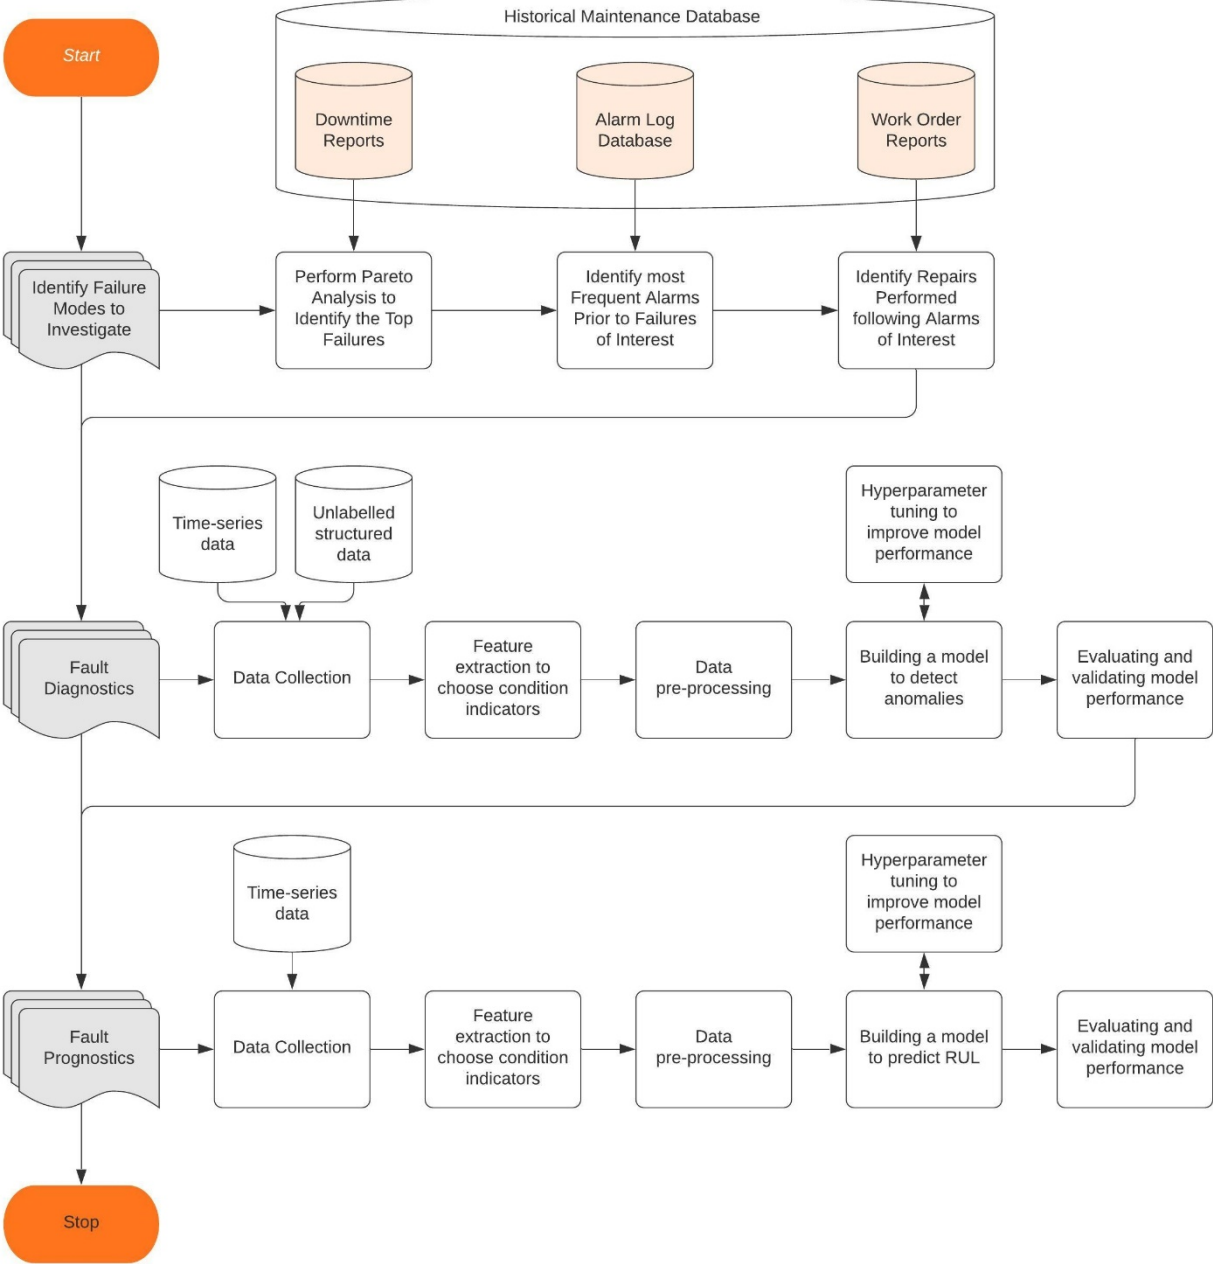 Historical Maintenance Database
Start
Downtime
Reports
Alarm Log
Database
Work Order
Reports
Identify Failure
Modes to
Investigate
Perform Pareto
Analysis to
Identify the Top
Failures
Identify most
Frequent Alarms
Prior to Failures
of Interest
Identify Repairs
Performed
following Alarms
of Interest
Time-series
data
Unlabelled
structured
data
Hyperparameter
tuning to
improve model
performance
Fault
Diagnostics
Data Collection
Feature
extraction to
choose condition
indicators
Data
pre-processing
Building a model
to detect
anomalies
Evaluating and
validating model
performance
Time-series
data
Hyperparameter
tuning to
improve model
performance
Fault
Prognostics
Data Collection
Feature
extraction to
choose condition
indicators
Data
pre-processing
Building a model
to predict RUL
Evaluating and
validating model
performance
Stop